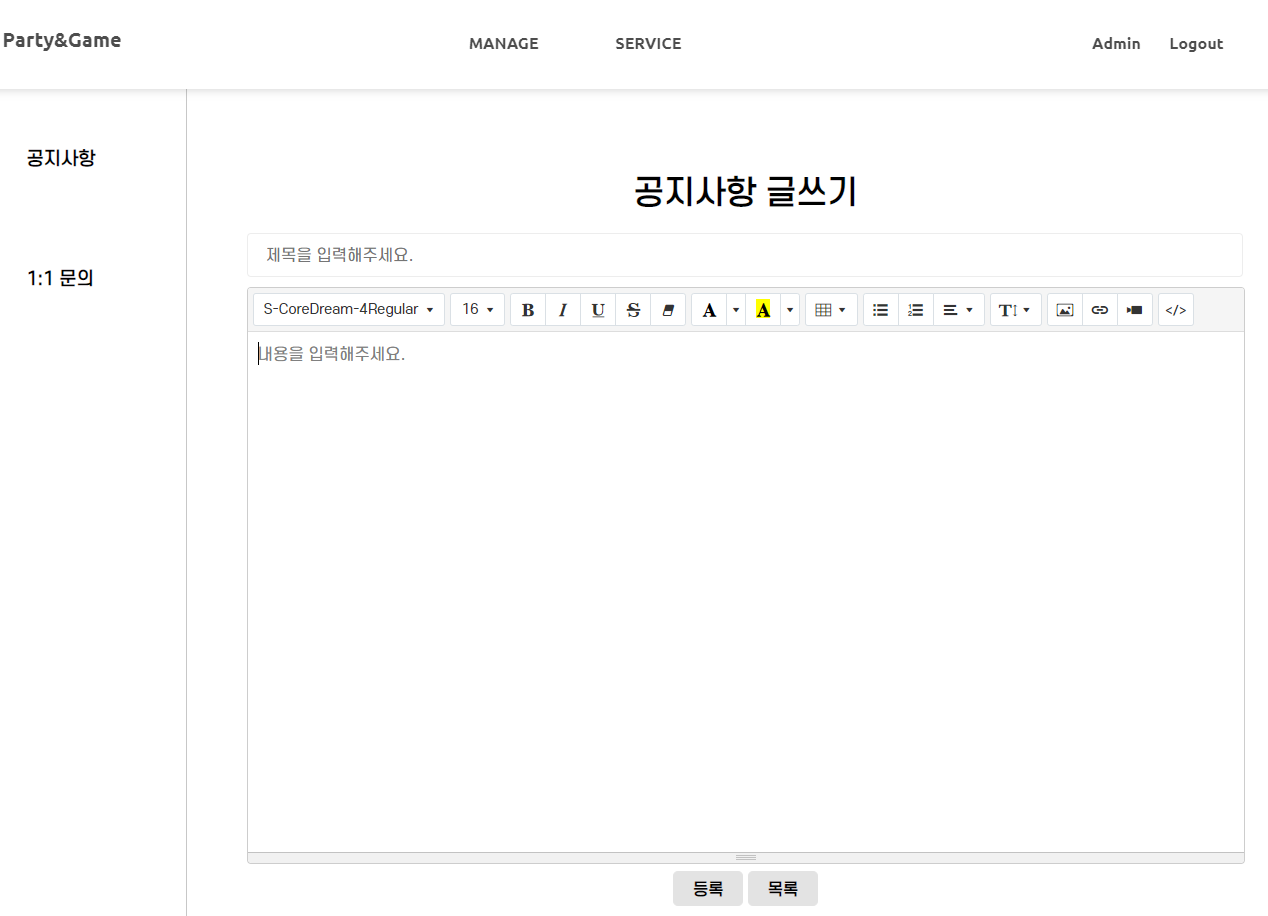 Party&Game MANAGE SERVICE Admin Logout
공지사항
1:1 문의
공지사항 글쓰기
제목을 입력해주세요.
S-CoreDream-4Regular 16 B I U S A A T </>
내용을 입력해주세요.
등록 목록